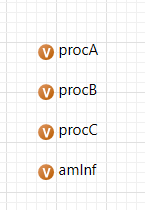 V procA
V procB
V procC
V amInf